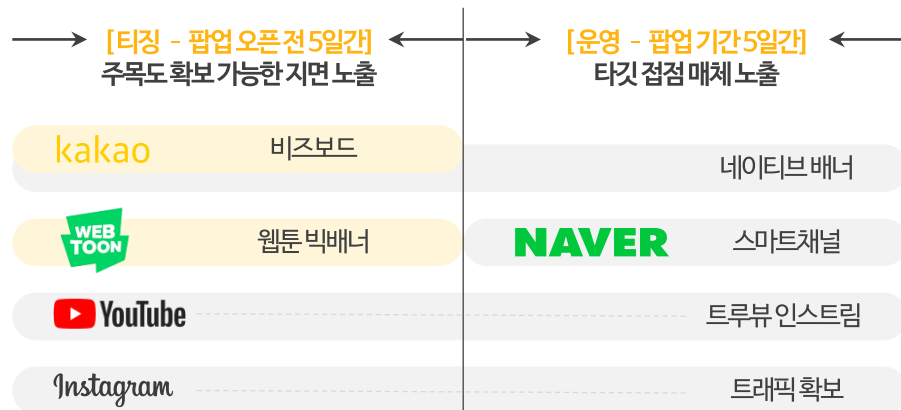 [티징 - 팝업 오픈 전 5일간]
주목도 확보 가능한 지면 노출
[운영 - 팝업 기간 5일간]
타깃 접점 매체 노출
kakao 비즈보드
네이티브 배너
WEB
TOON
웹툰 빅배너
NAVER 스마트채널
YouTube 트루뷰 인스트림
Instagram 트래픽 확보